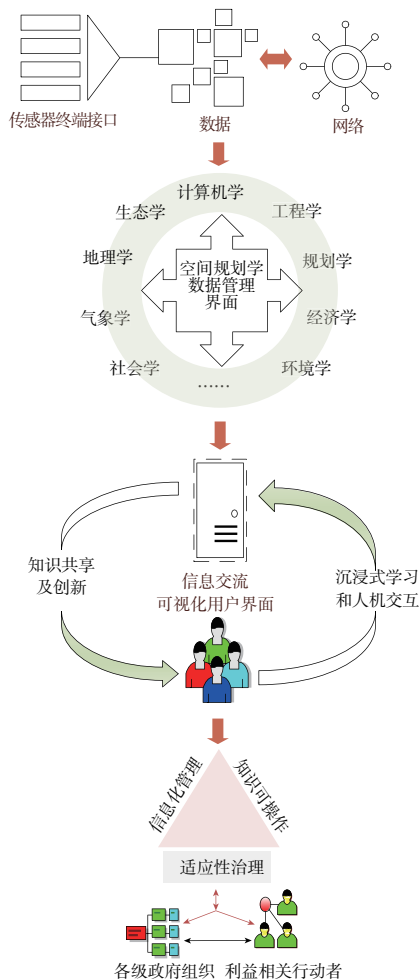 传感器终端接口
数据
网络
计算机学
生态学
工程学
地理学
规划学
空间规划学
数据管理
界面
气象学
经济学
社会学
环境学
……
知识共享
及创新
沉浸式学习
和人机交互
信息交流
可视化用户界面
信息化管理
知识可操作
适应性治理
各级政府组织
利益相关行动者